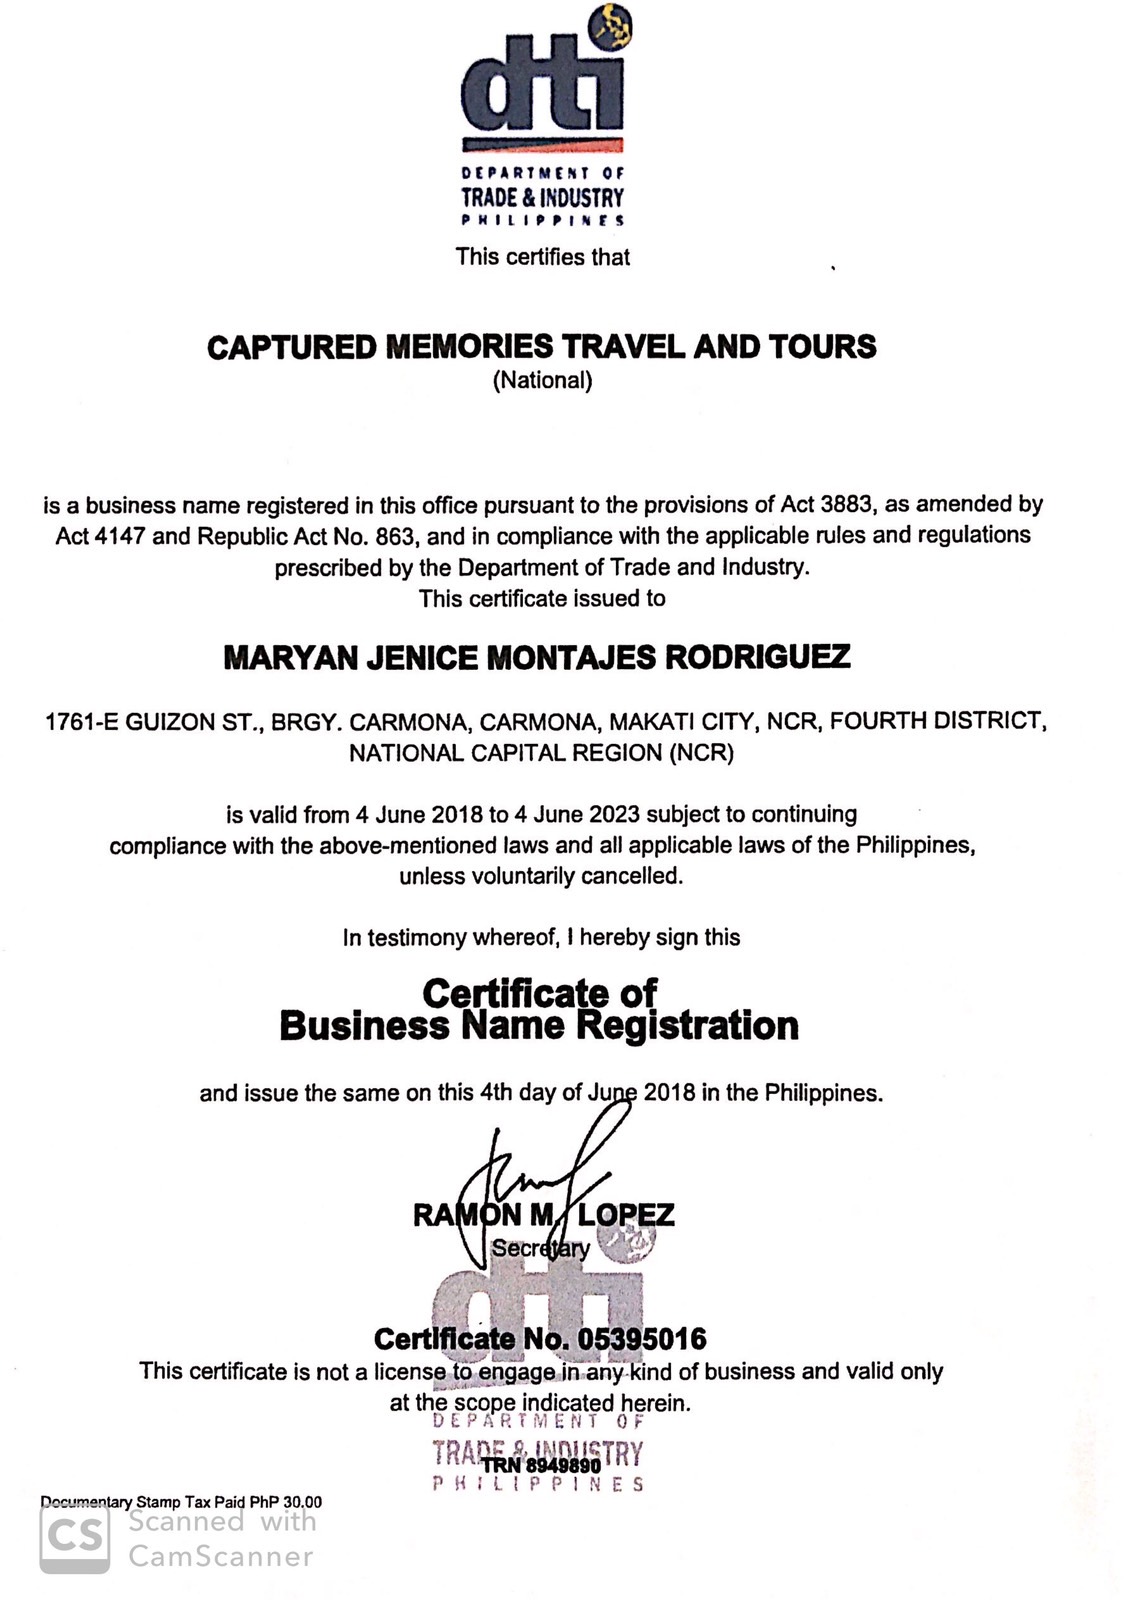 dti
DEPARTMENT OF
TRADE & INDUSTRY
PHILIPPINES
This certifies that
CAPTURED MEMORIES TRAVEL AND TOURS
(National)
is a business name registered in this office pursuant to the provisions of Act 3883, as amended by
Act 4147 and Republic Act No. 863, and in compliance with the applicable rules and regulations
prescribed by the Department of Trade and Industry.
This certificate issued to
MARYAN JENICE MONTAJES RODRIGUEZ
1761-E GUIZON ST., BRGY. CARMONA, CARMONA, MAKATI CITY, NCR, FOURTH DISTRICT,
NATIONAL CAPITAL REGION (NCR)
is valid from 4 June 2018 to 4 June 2023 subject to continuing
compliance with the above-mentioned laws and all applicable laws of the Philippines,
unless voluntarily cancelled.
In testimony whereof, I hereby sign this
Certificate of
Business Name Registration
and issue the same on this 4th day of June 2018 in the Philippines.
RAMON M. LOPEZ
Secretary
dti
Certificate No. 05395016
This certificate is not a license to engage in any kind of business and valid only
at the scope indicated herein.
DEPARTMENT OF
TRADE & INDUSTRY
TRN 8949890
PHILIPPINES
Documentary Stamp Tax Paid PhP 30.00
CS Scanned with
CamScanner